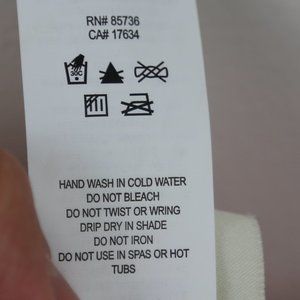 RN# 85736
CA# 17634
30C
HAND WASH IN COLD WATER
DO NOT BLEACH
DO NOT TWIST OR WRING
DRIP DRY IN SHADE
DO NOT IRON
DO NOT USE IN SPAS OR HOT
TUBS